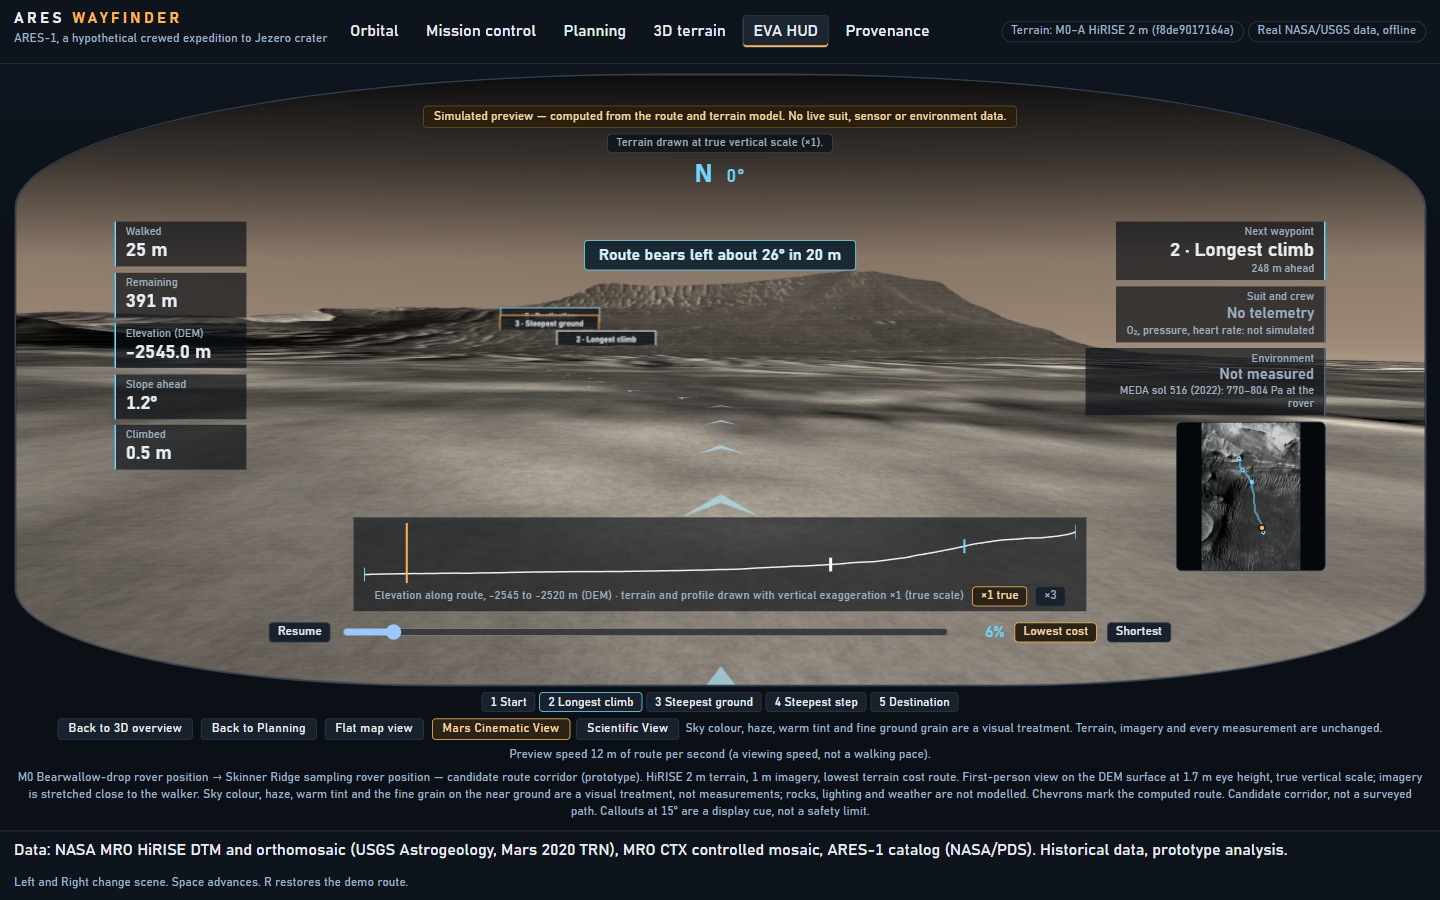 ARES WAYFINDER
ARES-1, a hypothetical crewed expedition to Jezero crater
Orbital
Mission control
Planning
3D terrain
EVA HUD
Provenance
Terrain: M0-A HiRISE 2 m (f8de9017164a)
Real NASA/USGS data, offline
Simulated preview — computed from the route and terrain model. No live suit, sensor or environment data.
Terrain drawn at true vertical scale (×1).
N 0°
Route bears left about 26° in 20 m
Walked
25 m
Remaining
391 m
Elevation (DEM)
-2545.0 m
Slope ahead
1.2°
Climbed
0.5 m
3 · Steepest ground
2 · Longest climb
Next waypoint
2 · Longest climb
248 m ahead
Suit and crew
No telemetry
O₂, pressure, heart rate: not simulated
Environment
Not measured
MEDA sol 516 (2022): 770–804 Pa at the
rover
Elevation along route, -2545 to -2520 m (DEM) · terrain and profile drawn with vertical exaggeration ×1 (true scale)
×1 true
×3
Resume
6%
Lowest cost
Shortest
1 Start
2 Longest climb
3 Steepest ground
4 Steepest step
5 Destination
Back to 3D overview
Back to Planning
Flat map view
Mars Cinematic View
Scientific View
Sky colour, haze, warm tint and fine ground grain are a visual treatment. Terrain, imagery and every measurement are unchanged.
Preview speed 12 m of route per second (a viewing speed, not a walking pace).
M0 Bearwallow-drop rover position → Skinner Ridge sampling rover position — candidate route corridor (prototype). HiRISE 2 m terrain, 1 m imagery, lowest terrain cost route. First-person view on the DEM surface at 1.7 m eye height, true vertical scale; imagery
is stretched close to the walker. Sky colour, haze, warm tint and the fine grain on the near ground are a visual treatment, not measurements; rocks, lighting and weather are not modelled. Chevrons mark the computed route. Candidate corridor, not a surveyed
path. Callouts at 15° are a display cue, not a safety limit.
Data: NASA MRO HiRISE DTM and orthomosaic (USGS Astrogeology, Mars 2020 TRN), MRO CTX controlled mosaic, ARES-1 catalog (NASA/PDS). Historical data, prototype analysis.
Left and Right change scene. Space advances. R restores the demo route.